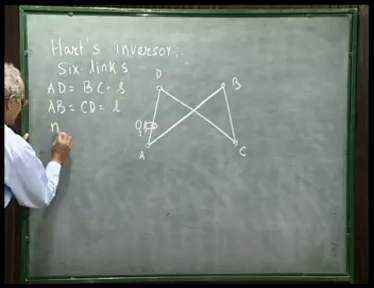 Hart's inversor:
Six links
AD = BC = s
AB = CD = l
D
B
O
A
C